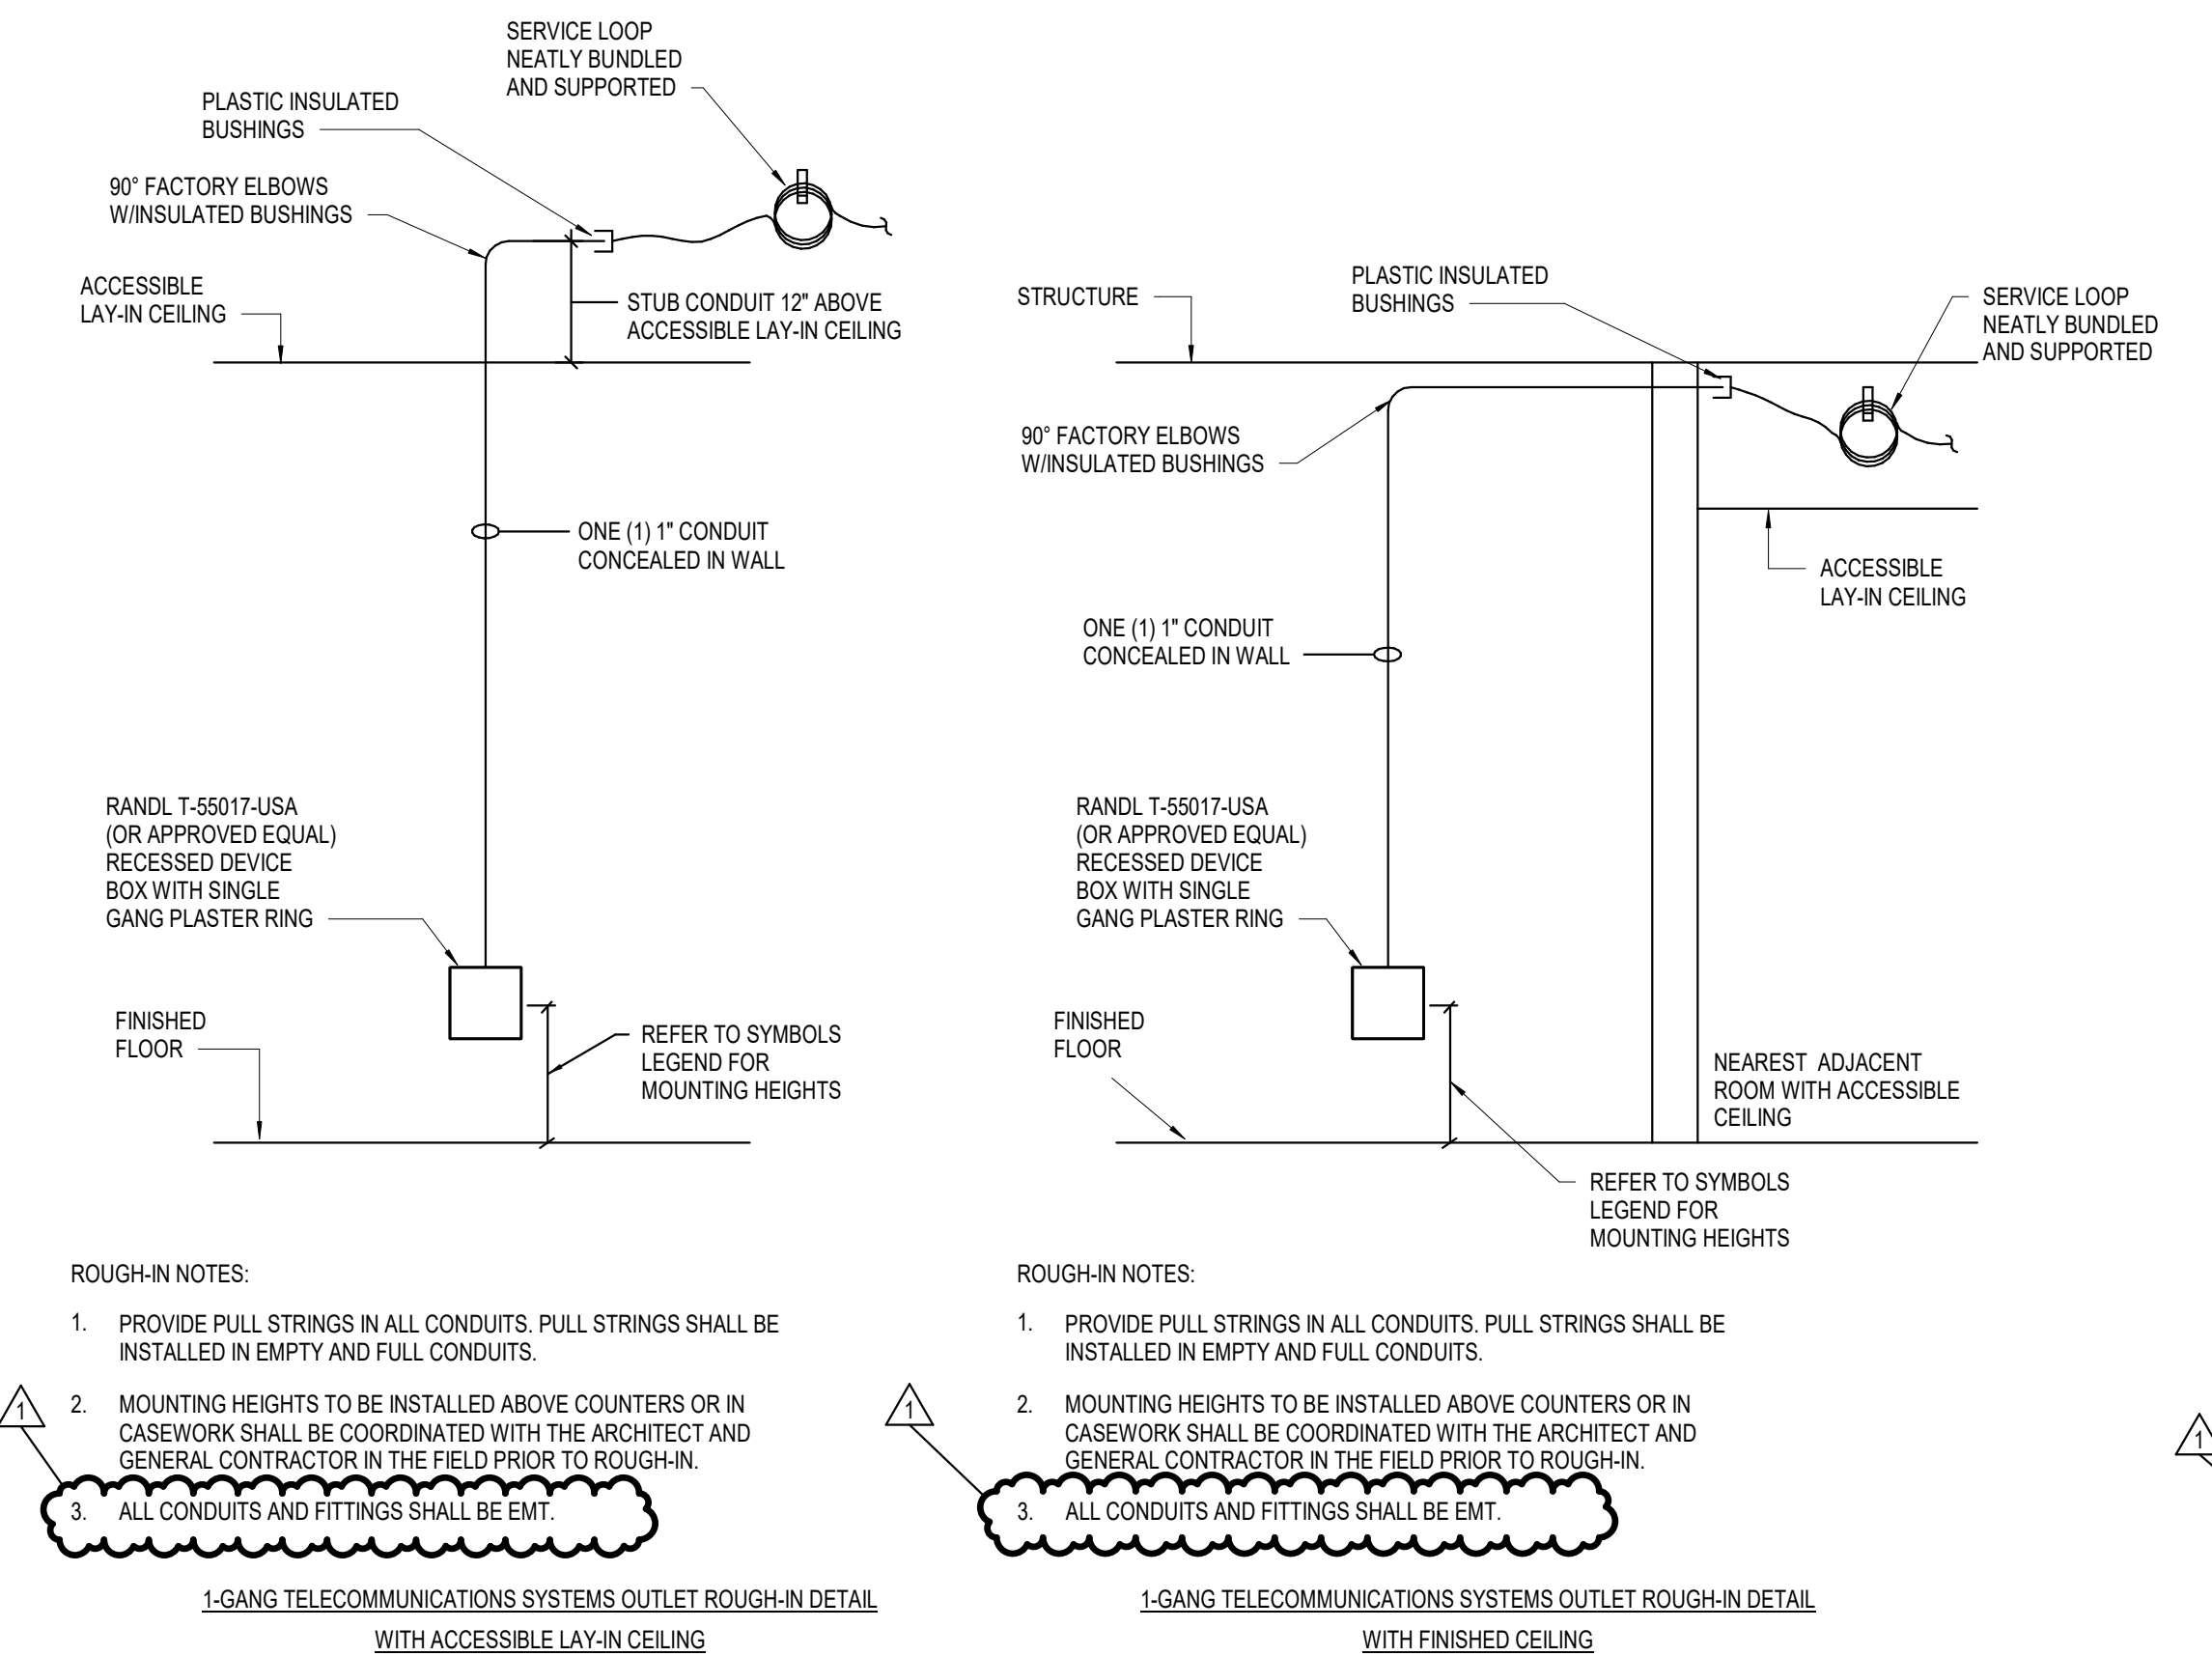 SERVICE LOOP
NEATLY BUNDLED
AND SUPPORTED
PLASTIC INSULATED
BUSHINGS
90° FACTORY ELBOWS
W/INSULATED BUSHINGS
ACCESSIBLE
LAY-IN CEILING
STUB CONDUIT 12" ABOVE
ACCESSIBLE LAY-IN CEILING
ONE (1) 1" CONDUIT
CONCEALED IN WALL
RANDL T-55017-USA
(OR APPROVED EQUAL)
RECESSED DEVICE
BOX WITH SINGLE
GANG PLASTER RING
FINISHED
FLOOR
REFER TO SYMBOLS
LEGEND FOR
MOUNTING HEIGHTS
ROUGH-IN NOTES:
1. PROVIDE PULL STRINGS IN ALL CONDUITS. PULL STRINGS SHALL BE
INSTALLED IN EMPTY AND FULL CONDUITS.
2. MOUNTING HEIGHTS TO BE INSTALLED ABOVE COUNTERS OR IN
CASEWORK SHALL BE COORDINATED WITH THE ARCHITECT AND
GENERAL CONTRACTOR IN THE FIELD PRIOR TO ROUGH-IN.
1
3. ALL CONDUITS AND FITTINGS SHALL BE EMT.
1-GANG TELECOMMUNICATIONS SYSTEMS OUTLET ROUGH-IN DETAIL
WITH ACCESSIBLE LAY-IN CEILING
STRUCTURE
PLASTIC INSULATED
BUSHINGS
SERVICE LOOP
NEATLY BUNDLED
AND SUPPORTED
90° FACTORY ELBOWS
W/INSULATED BUSHINGS
ACCESSIBLE
LAY-IN CEILING
ONE (1) 1" CONDUIT
CONCEALED IN WALL
RANDL T-55017-USA
(OR APPROVED EQUAL)
RECESSED DEVICE
BOX WITH SINGLE
GANG PLASTER RING
FINISHED
FLOOR
NEAREST ADJACENT
ROOM WITH ACCESSIBLE
CEILING
REFER TO SYMBOLS
LEGEND FOR
MOUNTING HEIGHTS
ROUGH-IN NOTES:
1. PROVIDE PULL STRINGS IN ALL CONDUITS. PULL STRINGS SHALL BE
INSTALLED IN EMPTY AND FULL CONDUITS.
2. MOUNTING HEIGHTS TO BE INSTALLED ABOVE COUNTERS OR IN
CASEWORK SHALL BE COORDINATED WITH THE ARCHITECT AND
GENERAL CONTRACTOR IN THE FIELD PRIOR TO ROUGH-IN.
1
3. ALL CONDUITS AND FITTINGS SHALL BE EMT.
1-GANG TELECOMMUNICATIONS SYSTEMS OUTLET ROUGH-IN DETAIL
WITH FINISHED CEILING
1